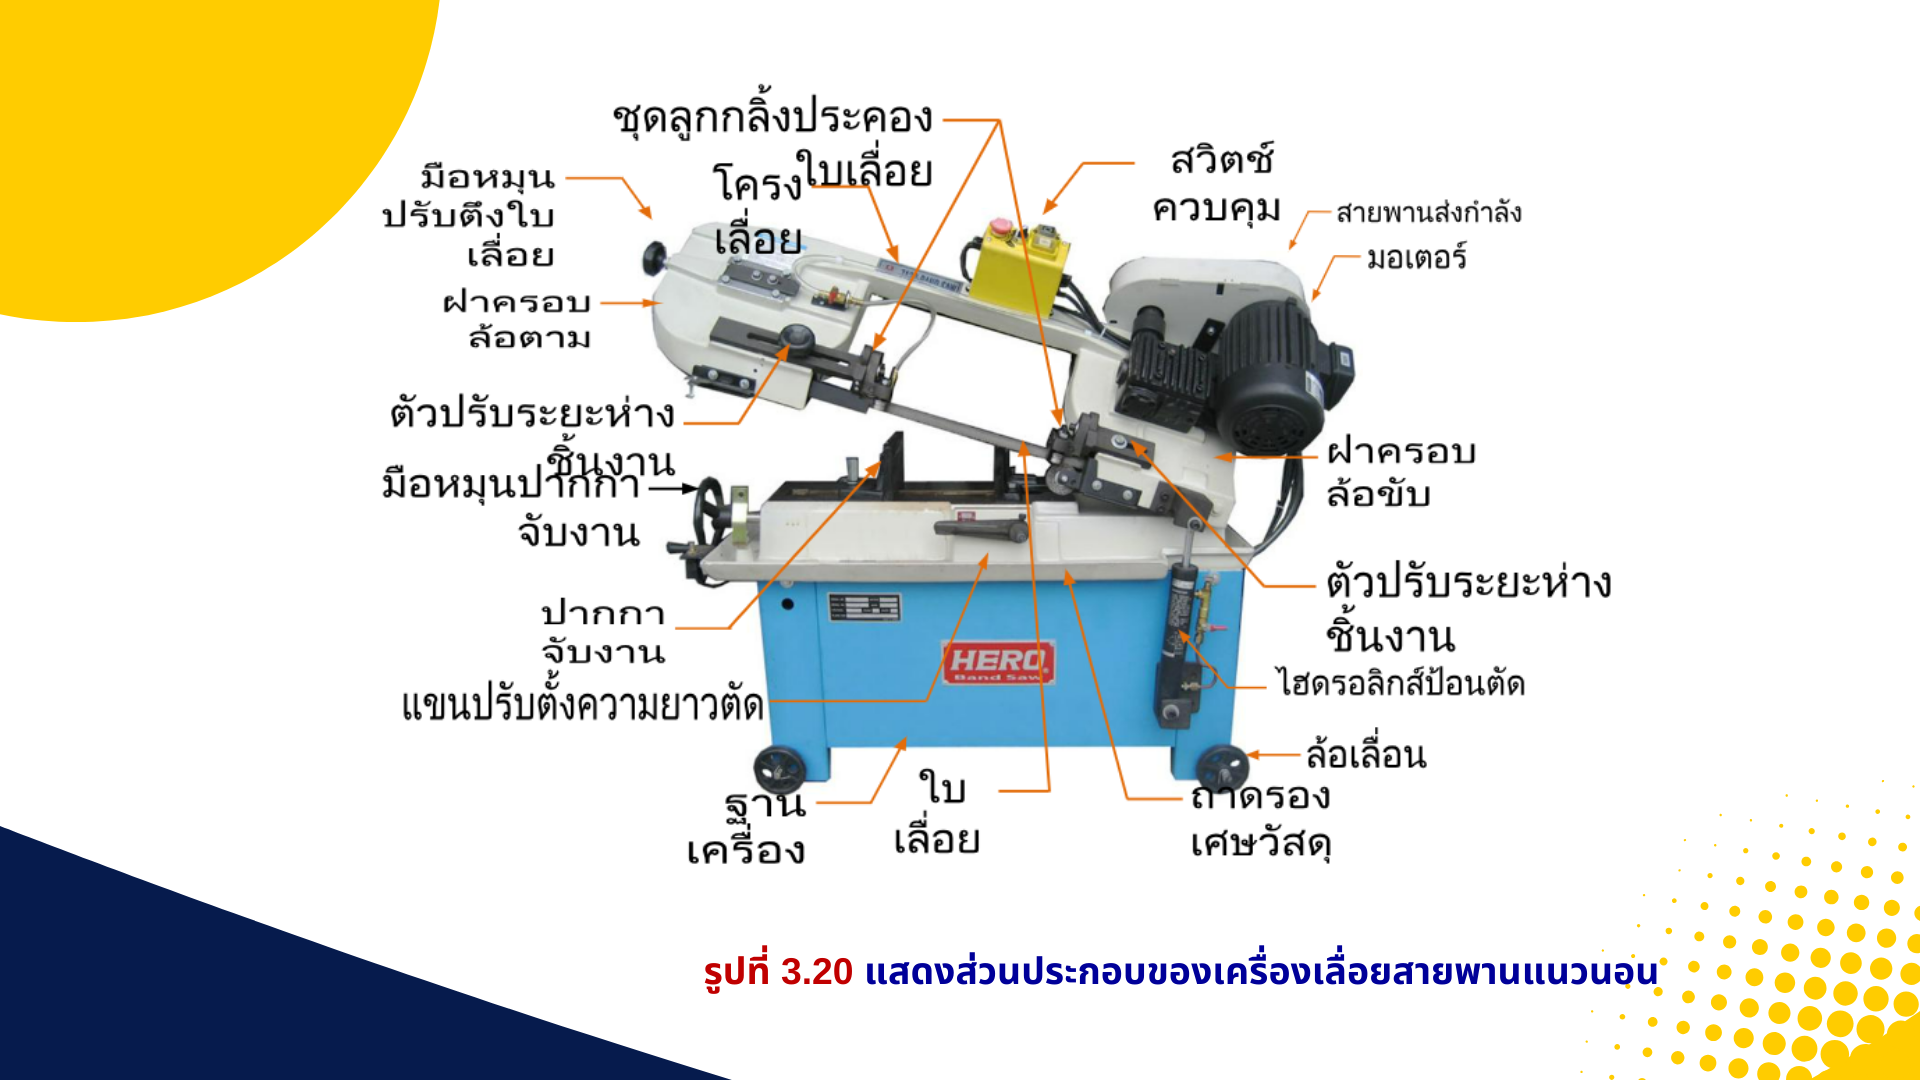 ชุดลูกกลิ้งประคอง
ใบเลื่อย
โครง
เลื่อย
มือหมุน
ปรับตึงใบ
เลื่อย
สวิตช์
ควบคุม
สายพานส่งกำลัง
มอเตอร์
ฝาครอบ
ล้อตาม
ตัวปรับระยะห่าง
ชิ้นงาน
มือหมุนปากกา
จับงาน
ฝาครอบ
ล้อขับ
ปากกา
จับงาน
ตัวปรับระยะห่าง
ชิ้นงาน
HERO
Band Saw
ไฮดรอลิกส์ป้อนตัด
แขนปรับตั้งความยาวตัด
ล้อเลื่อน
ฐาน
เครื่อง
ใบ
เลื่อย
ถาดรอง
เศษวัสดุ
รูปที่ 3.20 แสดงส่วนประกอบของเครื่องเลื่อยสายพานแนวนอน